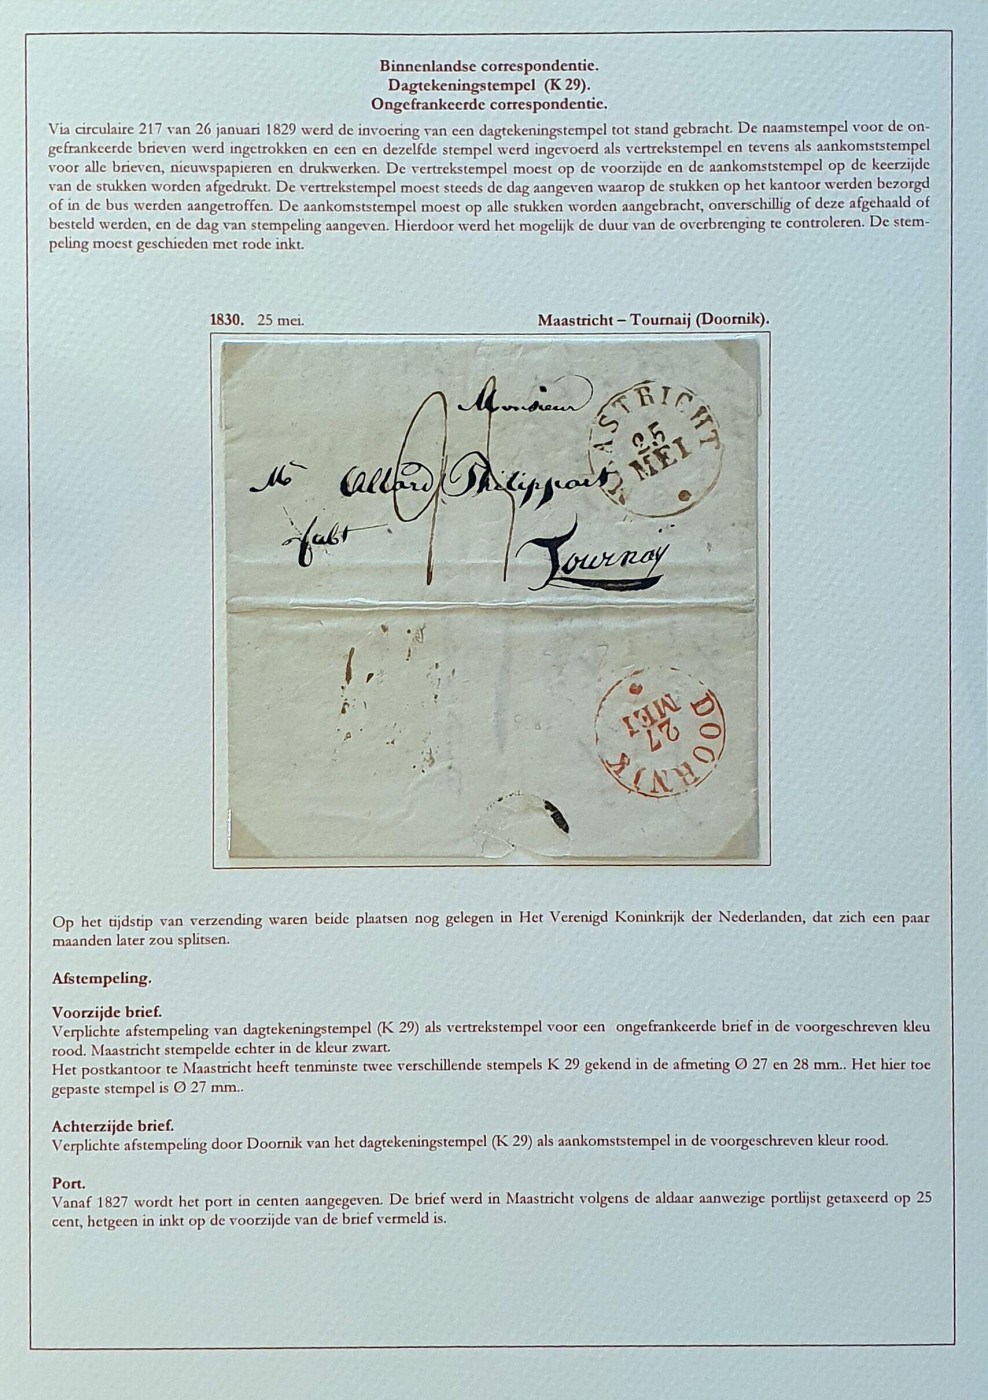 Binnenlandse correspondentie.
Dagtekeningstempel (K 29).
Ongefrankeerde correspondentie.
Via circulaire 217 van 26 januari 1829 werd de invoering van een dagtekeningstempel tot stand gebracht. De naamstempel voor de on-
gefrankeerde brieven werd ingetrokken en een en dezelfde stempel werd ingevoerd als vertrekstempel en tevens als aankomststempel
voor alle brieven, nieuwspapieren en drukwerken. De vertrekstempel moest op de voorzijde en de aankomststempel op de keerzijde
van de stukken worden afgedrukt. De vertrekstempel moest steeds de dag aangeven waarop de stukken op het kantoor werden bezorgd
of in de bus werden aangetroffen. De aankomststempel moest op alle stukken worden aangebracht, onverschillig of deze afgehaald of
besteld werden, en de dag van stempeling aangeven. Hierdoor werd het mogelijk de duur van de overbrenging te controleren. De stem-
peling moest geschieden met rode inkt.
1830. 25 mei. Maastricht – Tournaij (Doornik).
Monsieur
MAASTRICHT
25
MEI
Mr Allard Philippart
fabt
Tournay
DOORNIK
27
MEI
Op het tijdstip van verzending waren beide plaatsen nog gelegen in Het Verenigd Koninkrijk der Nederlanden, dat zich een paar
maanden later zou splitsen.
Afstempeling.
Voorzijde brief.
Verplichte afstempeling van dagtekeningstempel (K 29) als vertrekstempel voor een ongefrankeerde brief in de voorgeschreven kleu
rood. Maastricht stempelde echter in de kleur zwart.
Het postkantoor te Maastricht heeft tenminste twee verschillende stempels K 29 gekend in de afmeting Ø 27 en 28 mm.. Het hier toe
gepaste stempel is Ø 27 mm..
Achterzijde brief.
Verplichte afstempeling door Doornik van het dagtekeningstempel (K 29) als aankomststempel in de voorgeschreven kleur rood.
Port.
Vanaf 1827 wordt het port in centen aangegeven. De brief werd in Maastricht volgens de aldaar aanwezige portlijst getaxeerd op 25
cent, hetgeen in inkt op de voorzijde van de brief vermeld is.